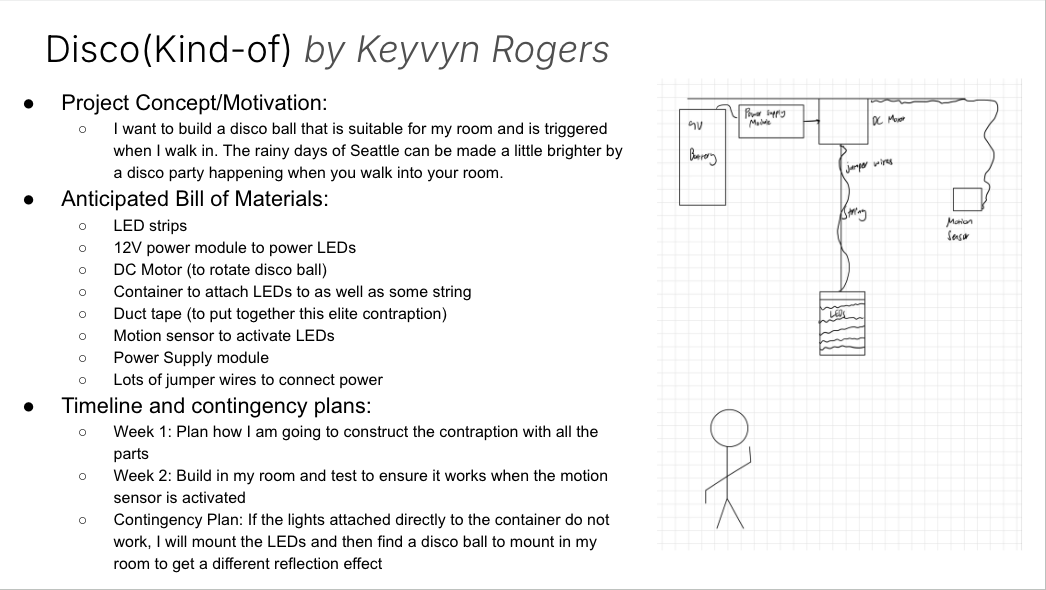 Disco(Kind-of) by Keyvyn Rogers
● Project Concept/Motivation:
○ I want to build a disco ball that is suitable for my room and is triggered
when I walk in. The rainy days of Seattle can be made a little brighter by
a disco party happening when you walk into your room.
● Anticipated Bill of Materials:
○ LED strips
○ 12V power module to power LEDs
○ DC Motor (to rotate disco ball)
○ Container to attach LEDs to as well as some string
○ Duct tape (to put together this elite contraption)
○ Motion sensor to activate LEDs
○ Power Supply module
○ Lots of jumper wires to connect power
● Timeline and contingency plans:
○ Week 1: Plan how I am going to construct the contraption with all the
parts
○ Week 2: Build in my room and test to ensure it works when the motion
sensor is activated
○ Contingency Plan: If the lights attached directly to the container do not
work, I will mount the LEDs and then find a disco ball to mount in my
room to get a different reflection effect
9V
Battery
Power Supply
Module
DC Motor
jumper wires
String
Motion
Sensor
LEDs